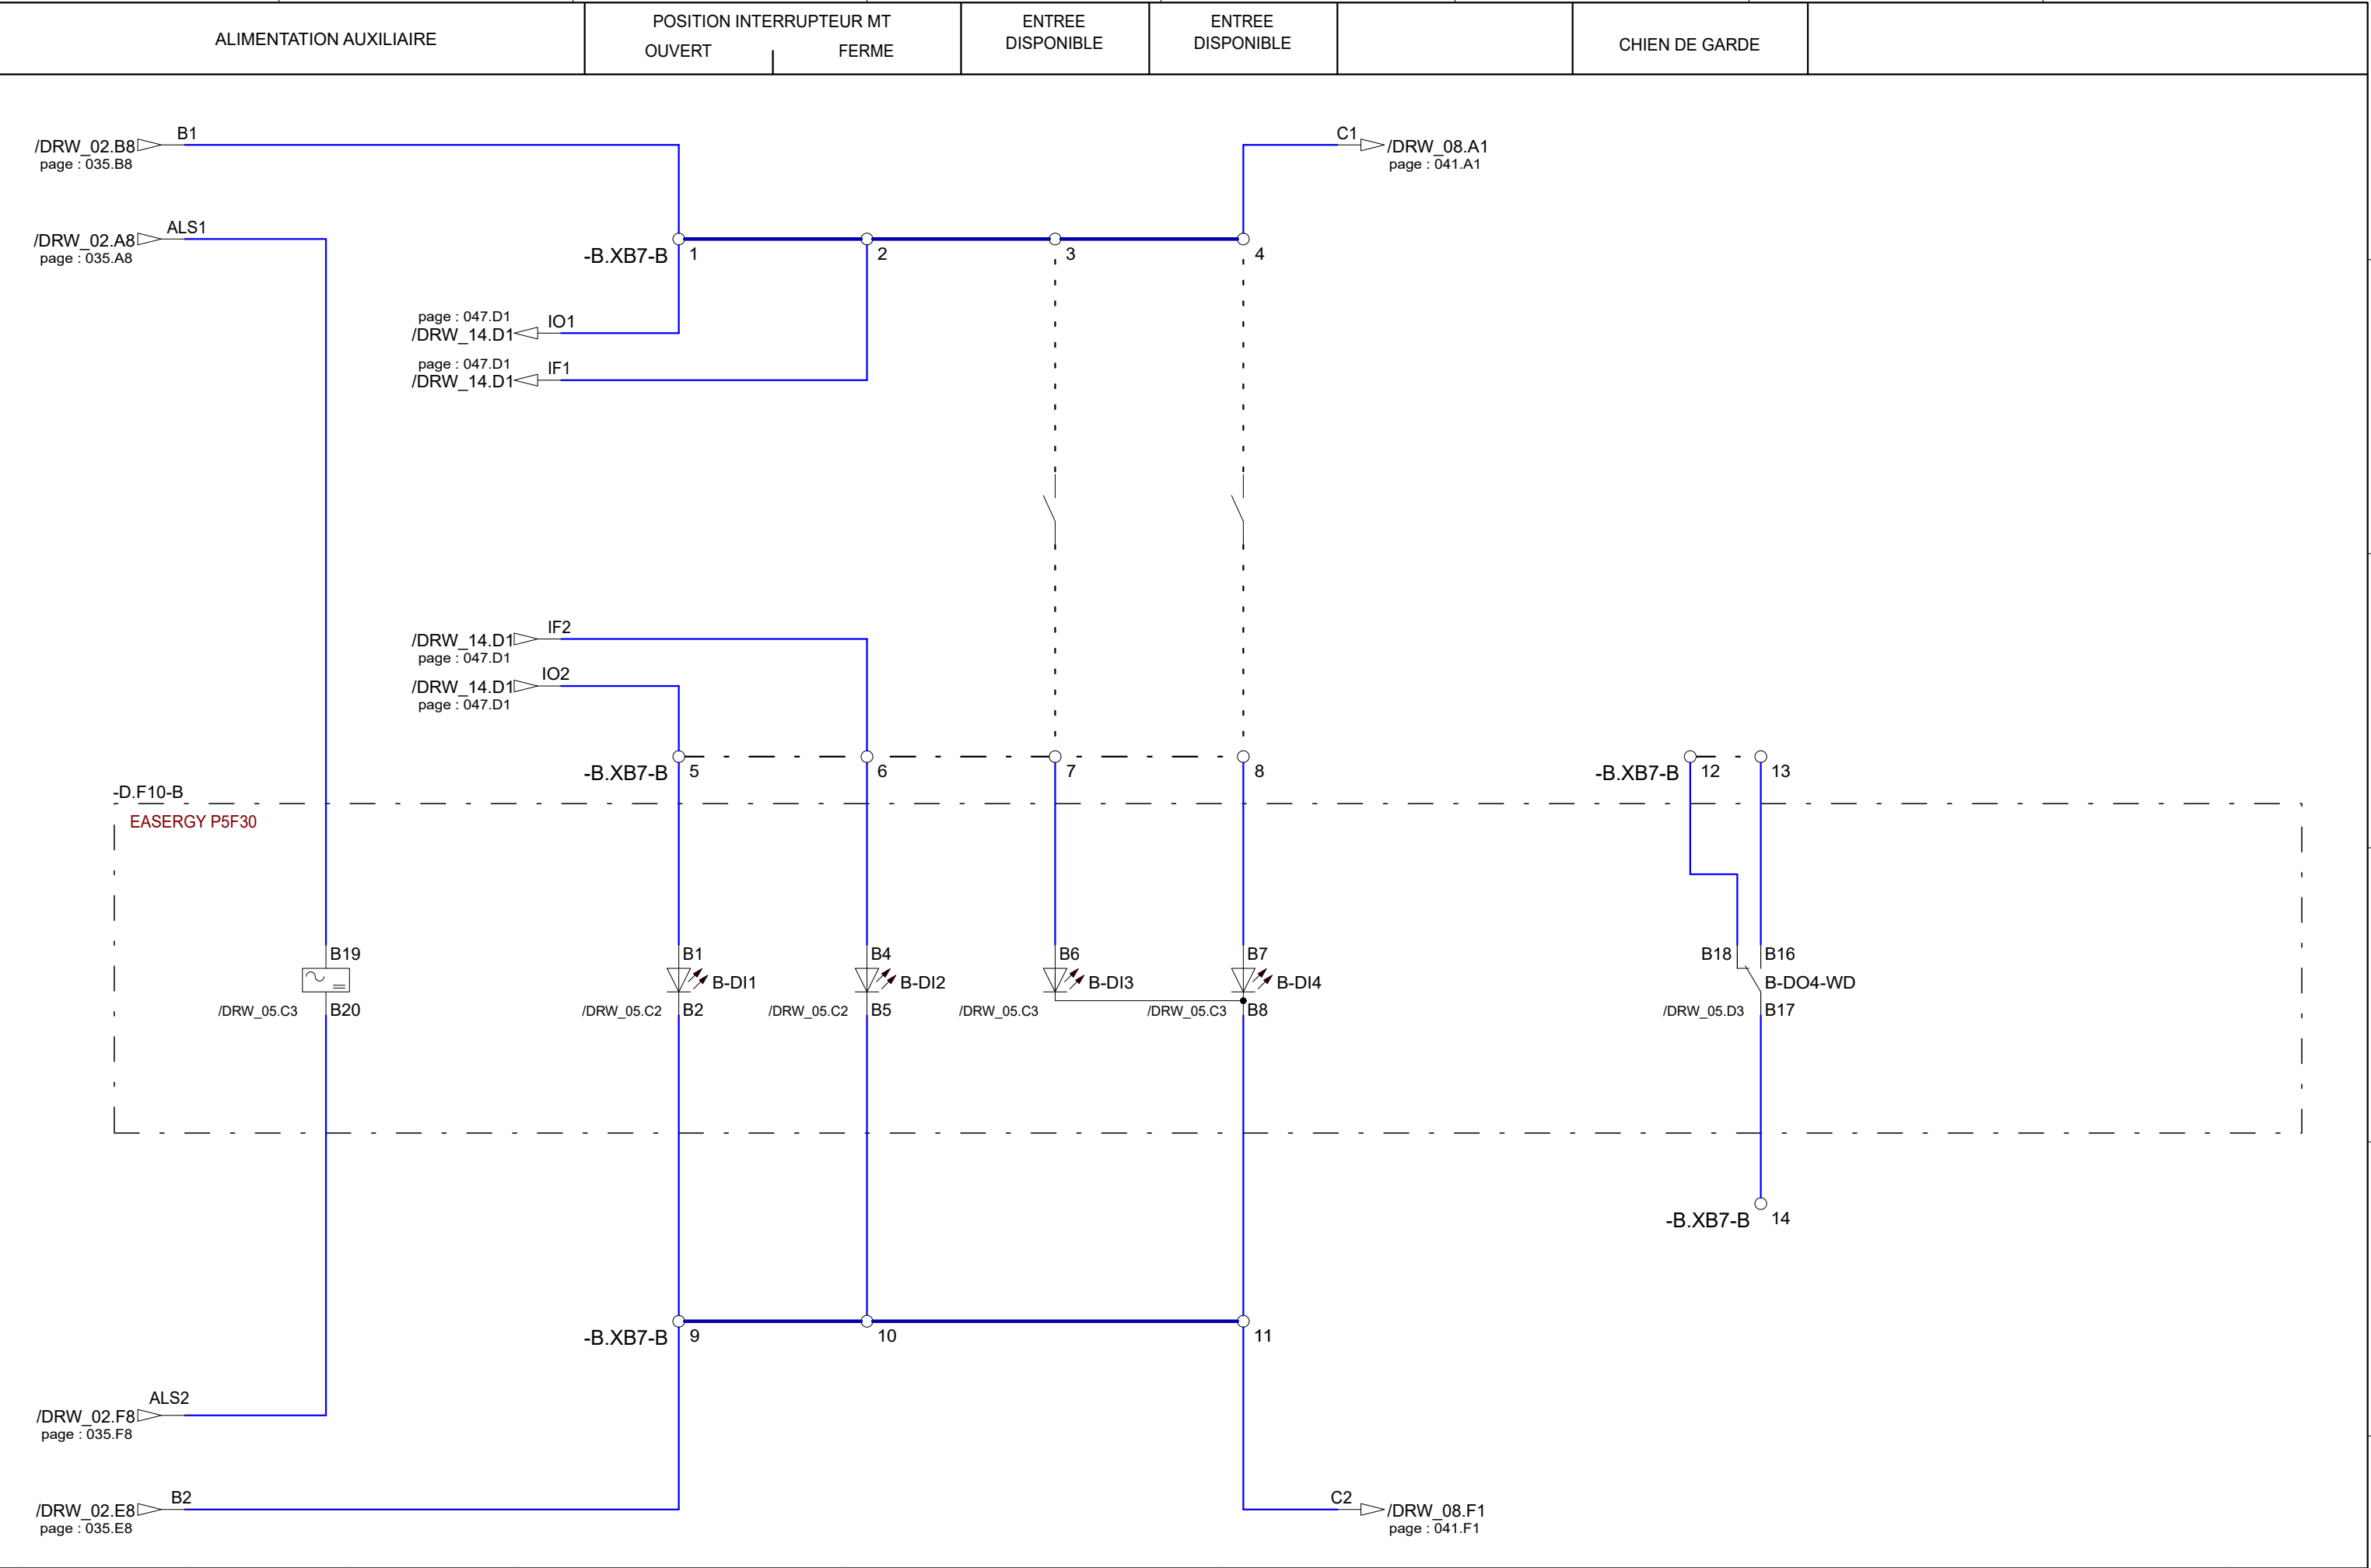 ALIMENTATION AUXILIAIRE
POSITION INTERRUPTEUR MT
OUVERT
FERME
ENTREE
DISPONIBLE
ENTREE
DISPONIBLE
CHIEN DE GARDE
B1
/DRW_02.B8
page : 035.B8
C1
/DRW_08.A1
page : 041.A1
ALS1
/DRW_02.A8
page : 035.A8
-B.XB7-B
1
2
3
4
page : 047.D1
IO1
/DRW_14.D1
page : 047.D1
IF1
/DRW_14.D1
IF2
/DRW_14.D1
page : 047.D1
IO2
/DRW_14.D1
page : 047.D1
-B.XB7-B
5
6
7
8
-B.XB7-B
12
13
-D.F10-B
EASERGY P5F30
B19
B1
B4
B6
B7
B18
B16
B-DI1
B-DI2
B-DI3
B-DI4
B-DO4-WD
/DRW_05.C3
B20
/DRW_05.C2
B2
/DRW_05.C2
B5
/DRW_05.C3
/DRW_05.C3
B8
/DRW_05.D3
B17
-B.XB7-B
14
-B.XB7-B
9
10
11
ALS2
/DRW_02.F8
page : 035.F8
B2
/DRW_02.E8
page : 035.E8
C2
/DRW_08.F1
page : 041.F1